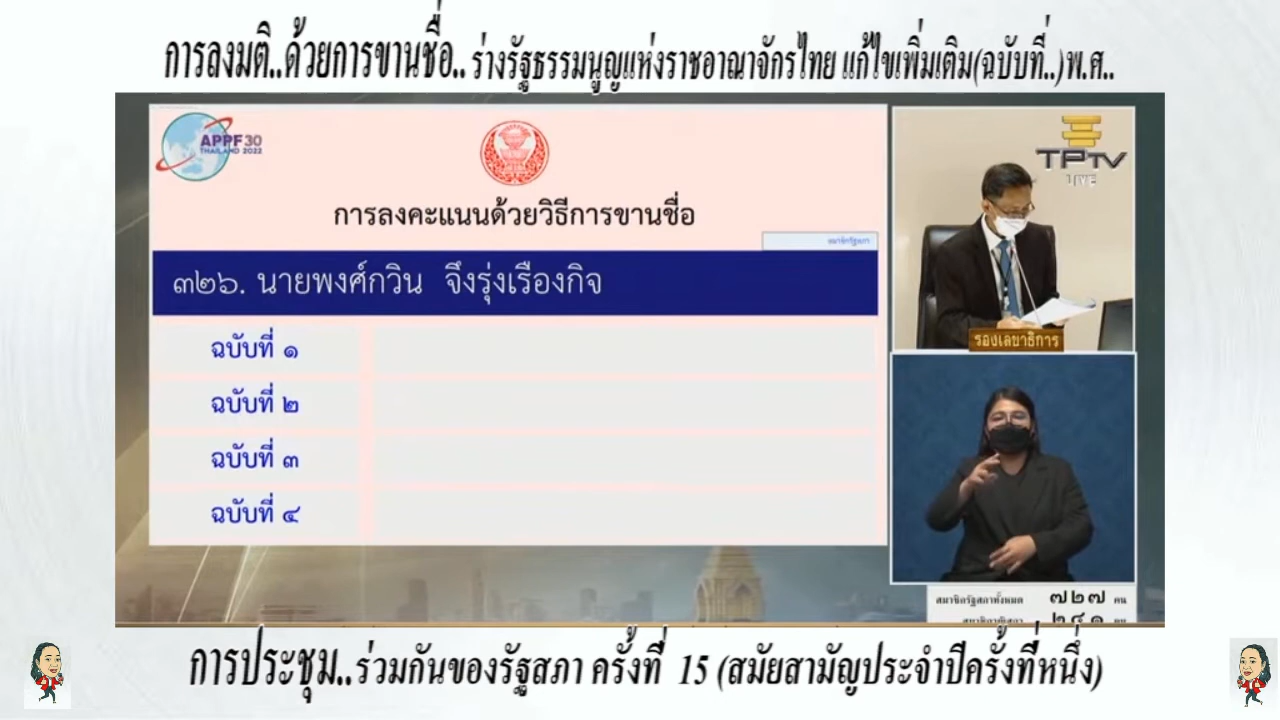 การลงมติ..ด้วยการขานชื่อ.. ร่างรัฐธรรมนูญแห่งราชอาณาจักรไทย แก้ไขเพิ่มเติม(ฉบับที่..)พ.ศ..
APPF 30
THAILAND 2022
TPTV
LIVE
การลงคะแนนด้วยวิธีการขานชื่อ
สมาชิกรัฐสภา
๓๒๖. นายพงศ์กวิน จึงรุ่งเรืองกิจ
รองเลขาธิการ
ฉบับที่ ๑
ฉบับที่ ๒
ฉบับที่ ๓
ฉบับที่ ๔
สมาชิกรัฐสภาทั้งหมด ๗๒๗ คน
การประชุม..ร่วมกันของรัฐสภา ครั้งที่ 15 (สมัยสามัญประจำปีครั้งที่หนึ่ง)